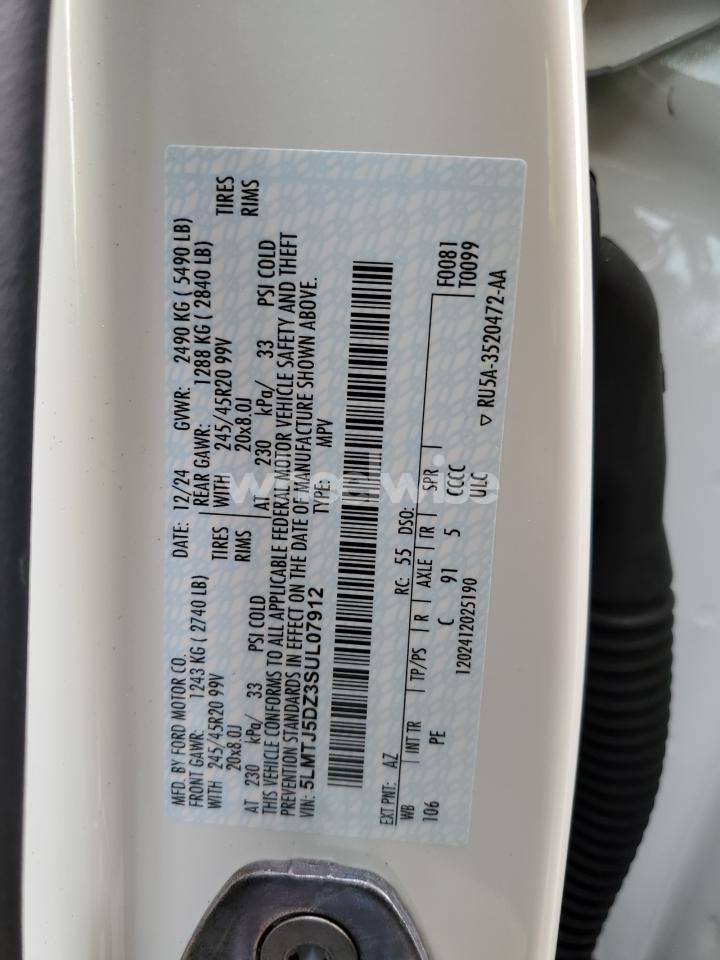 MFD. BY FORD MOTOR CO. DATE: 12/24 GVWR: 2490 KG ( 5490 LB)
FRONT GAWR: 1243 KG ( 2740 LB) REAR GAWR: 1288 KG ( 2840 LB)
WITH 245/45R20 99V TIRES WITH 245/45R20 99V TIRES
20x8.0J RIMS 20x8.0J RIMS
AT 230 kPa/ 33 PSI COLD AT 230 kPa/ 33 PSI COLD
THIS VEHICLE CONFORMS TO ALL APPLICABLE FEDERAL MOTOR VEHICLE SAFETY AND THEFT
PREVENTION STANDARDS IN EFFECT ON THE DATE OF MANUFACTURE SHOWN ABOVE.
VIN: 5LMTJ5DZ3SUL07912 TYPE: MPV
EXT PNT: AZ RC: 55 DSO: F0081
WB INT TR TP/PS R AXLE TR SPR T0099
106 PE C 91 5 CCCC
1202412025190 ULC ▽ RU5A-3520472-AA
wheelwise